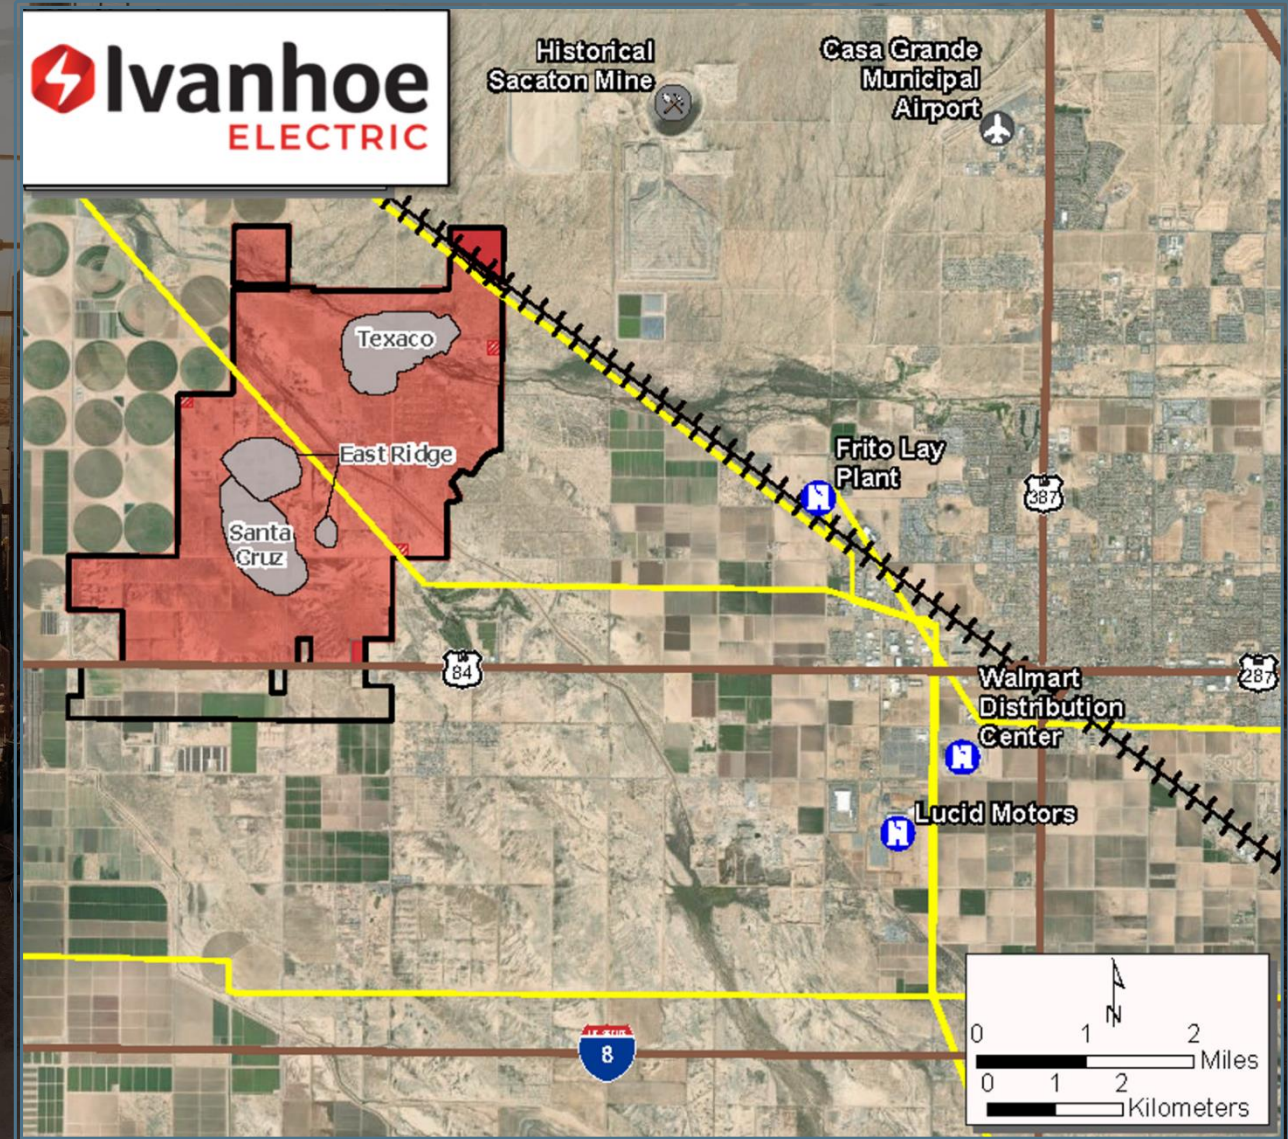 Ivanhoe
ELECTRIC
Historical
Sacaton Mine
Casa Grande
Municipal
Airport
Texaco
East Ridge
Santa
Cruz
Frito Lay
Plant
387
84
287
Walmart
Distribution
Center
Lucid Motors
8
N
0 1 2
Miles
0 1 2
Kilometers